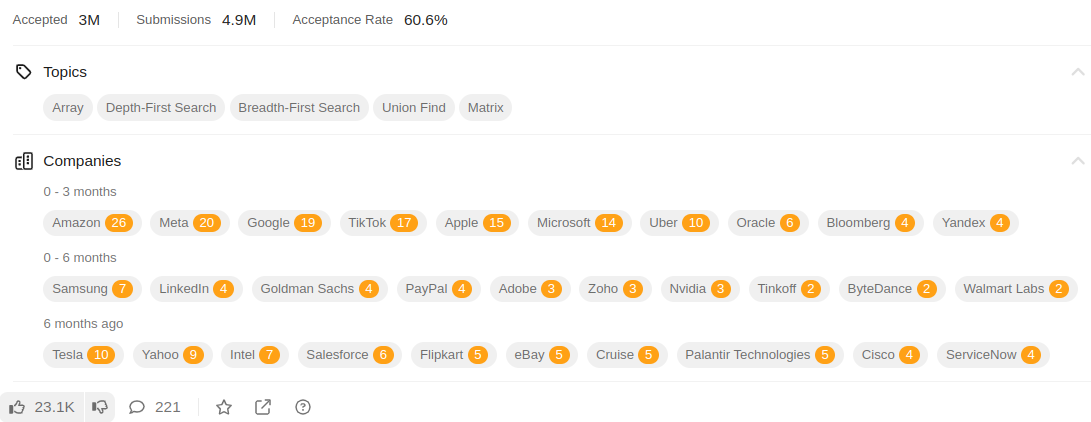 Accepted 3M Submissions 4.9M Acceptance Rate 60.6%
Topics
Array Depth-First Search Breadth-First Search Union Find Matrix
Companies
0 - 3 months
Amazon 26 Meta 20 Google 19 TikTok 17 Apple 15 Microsoft 14 Uber 10 Oracle 6 Bloomberg 4 Yandex 4
0 - 6 months
Samsung 7 LinkedIn 4 Goldman Sachs 4 PayPal 4 Adobe 3 Zoho 3 Nvidia 3 Tinkoff 2 ByteDance 2 Walmart Labs 2
6 months ago
Tesla 10 Yahoo 9 Intel 7 Salesforce 6 Flipkart 5 eBay 5 Cruise 5 Palantir Technologies 5 Cisco 4 ServiceNow 4
23.1K 221